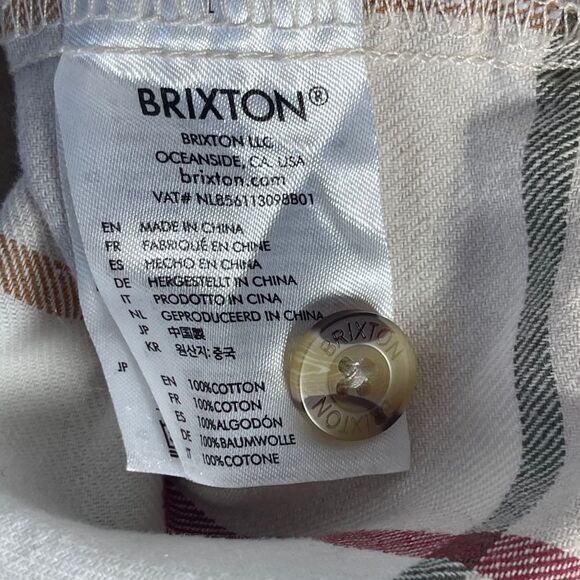 BRIXTON®
BRIXTON LLC
OCEANSIDE, CA. USA
brixton.com
VAT# NL856113098B01
EN MADE IN CHINA
FR FABRIQUÉ EN CHINE
ES HECHO EN CHINA
DE HERGESTELLT IN CHINA
IT PRODOTTO IN CINA
NL GEPRODUCEERD IN CHINA
JP 中国製
KR 원산지: 중국
JP
EN 100%COTTON
FR 100%COTON
ES 100%ALGODÓN
DE 100%BAUMWOLLE
IT 100%COTONE
BRIXTON
BRIXTON